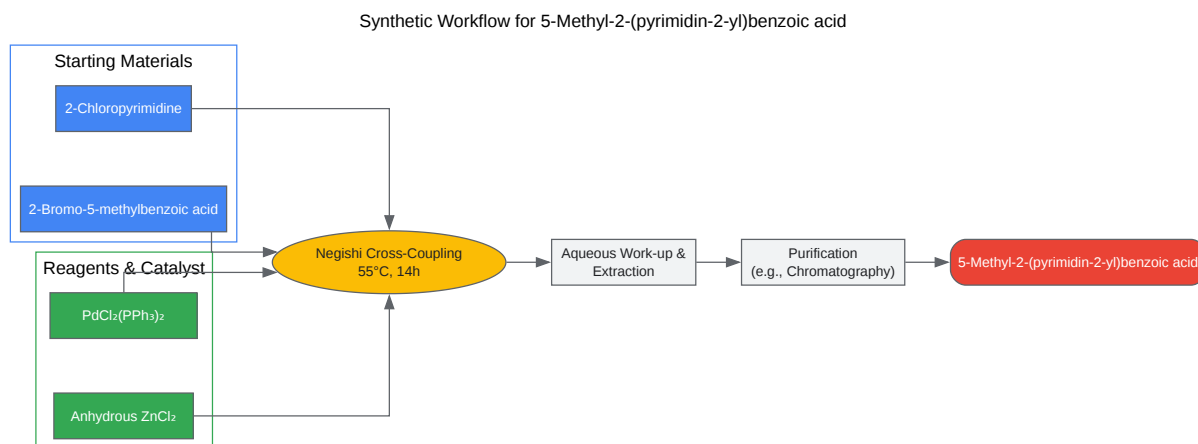 Synthetic Workflow for 5-Methyl-2-(pyrimidin-2-yl)benzoic acid
Starting Materials
2-Chloropyrimidine
2-Bromo-5-methylbenzoic acid
Reagents & Catalyst
PdCl₂(PPh₃)₂
Anhydrous ZnCl₂
Negishi Cross-Coupling
55°C, 14h
Aqueous Work-up &
Extraction
Purification
(e.g., Chromatography)
5-Methyl-2-(pyrimidin-2-yl)benzoic acid